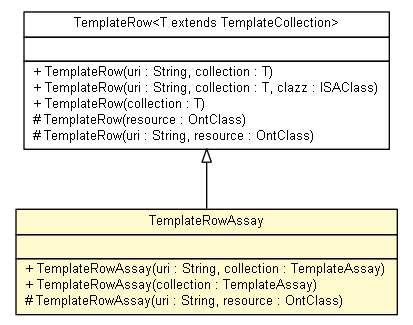 TemplateRow<T extends TemplateCollection>
+ TemplateRow(uri : String, collection : T)
+ TemplateRow(uri : String, collection : T, clazz : ISAClass)
+ TemplateRow(collection : T)
# TemplateRow(resource : OntClass)
# TemplateRow(uri : String, resource : OntClass)
TemplateRowAssay
+ TemplateRowAssay(uri : String, collection : TemplateAssay)
+ TemplateRowAssay(collection : TemplateAssay)
# TemplateRowAssay(uri : String, resource : OntClass)